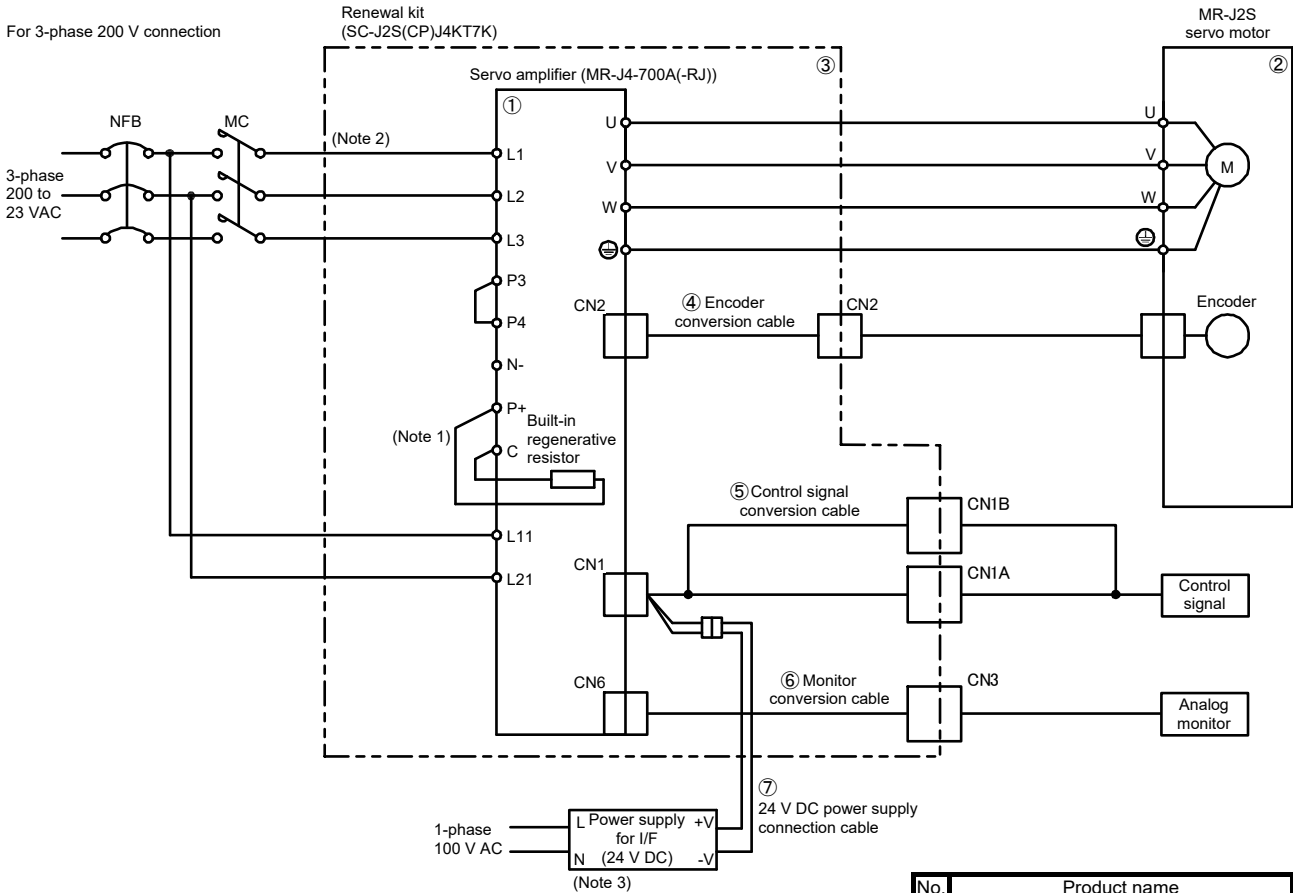 For 3-phase 200 V connection
Renewal kit
(SC-J2S(CP)J4KT7K)
MR-J2S
servo motor
Servo amplifier (MR-J4-700A(-RJ))
③
②
①
NFB
MC
(Note 2)
3-phase
200 to
23 VAC
L1
L2
L3
P3
P4
N-
P+
C
(Note 1)
Built-in
regenerative
resistor
L11
L21
U
V
W
U
V
W
M
CN2
④ Encoder
conversion cable
CN2
Encoder
⑤ Control signal
conversion cable
CN1B
CN1
CN1A
Control
signal
CN6
⑥ Monitor
conversion cable
CN3
Analog
monitor
⑦
24 V DC power supply
connection cable
1-phase
100 V AC
L
N
Power supply
for I/F
(24 V DC)
+V
-V
(Note 3)
No.
Product name